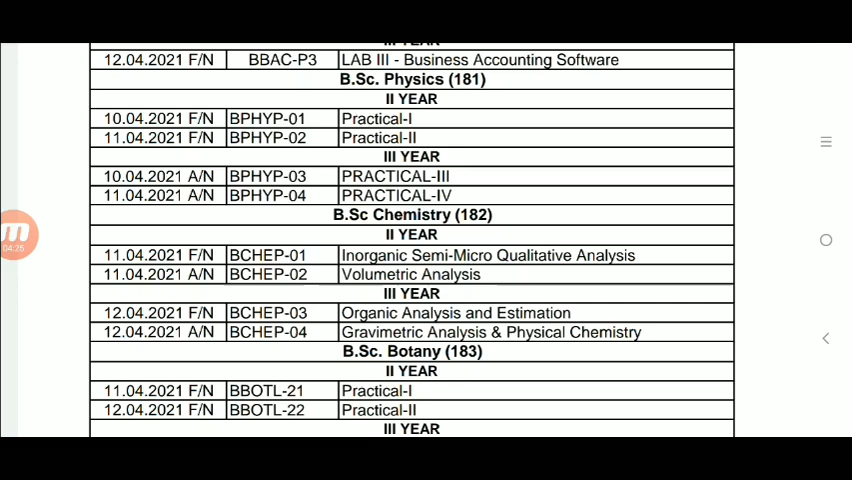 III YEAR
12.04.2021 F/N BBAC-P3 LAB III - Business Accounting Software
B.Sc. Physics (181)
II YEAR
10.04.2021 F/N BPHYP-01 Practical-I
11.04.2021 F/N BPHYP-02 Practical-II
III YEAR
10.04.2021 A/N BPHYP-03 PRACTICAL-III
11.04.2021 A/N BPHYP-04 PRACTICAL-IV
B.Sc Chemistry (182)
II YEAR
11.04.2021 F/N BCHEP-01 Inorganic Semi-Micro Qualitative Analysis
11.04.2021 A/N BCHEP-02 Volumetric Analysis
III YEAR
12.04.2021 F/N BCHEP-03 Organic Analysis and Estimation
12.04.2021 A/N BCHEP-04 Gravimetric Analysis & Physical Chemistry
B.Sc. Botany (183)
II YEAR
11.04.2021 F/N BBOTL-21 Practical-I
12.04.2021 F/N BBOTL-22 Practical-II
III YEAR
04:25